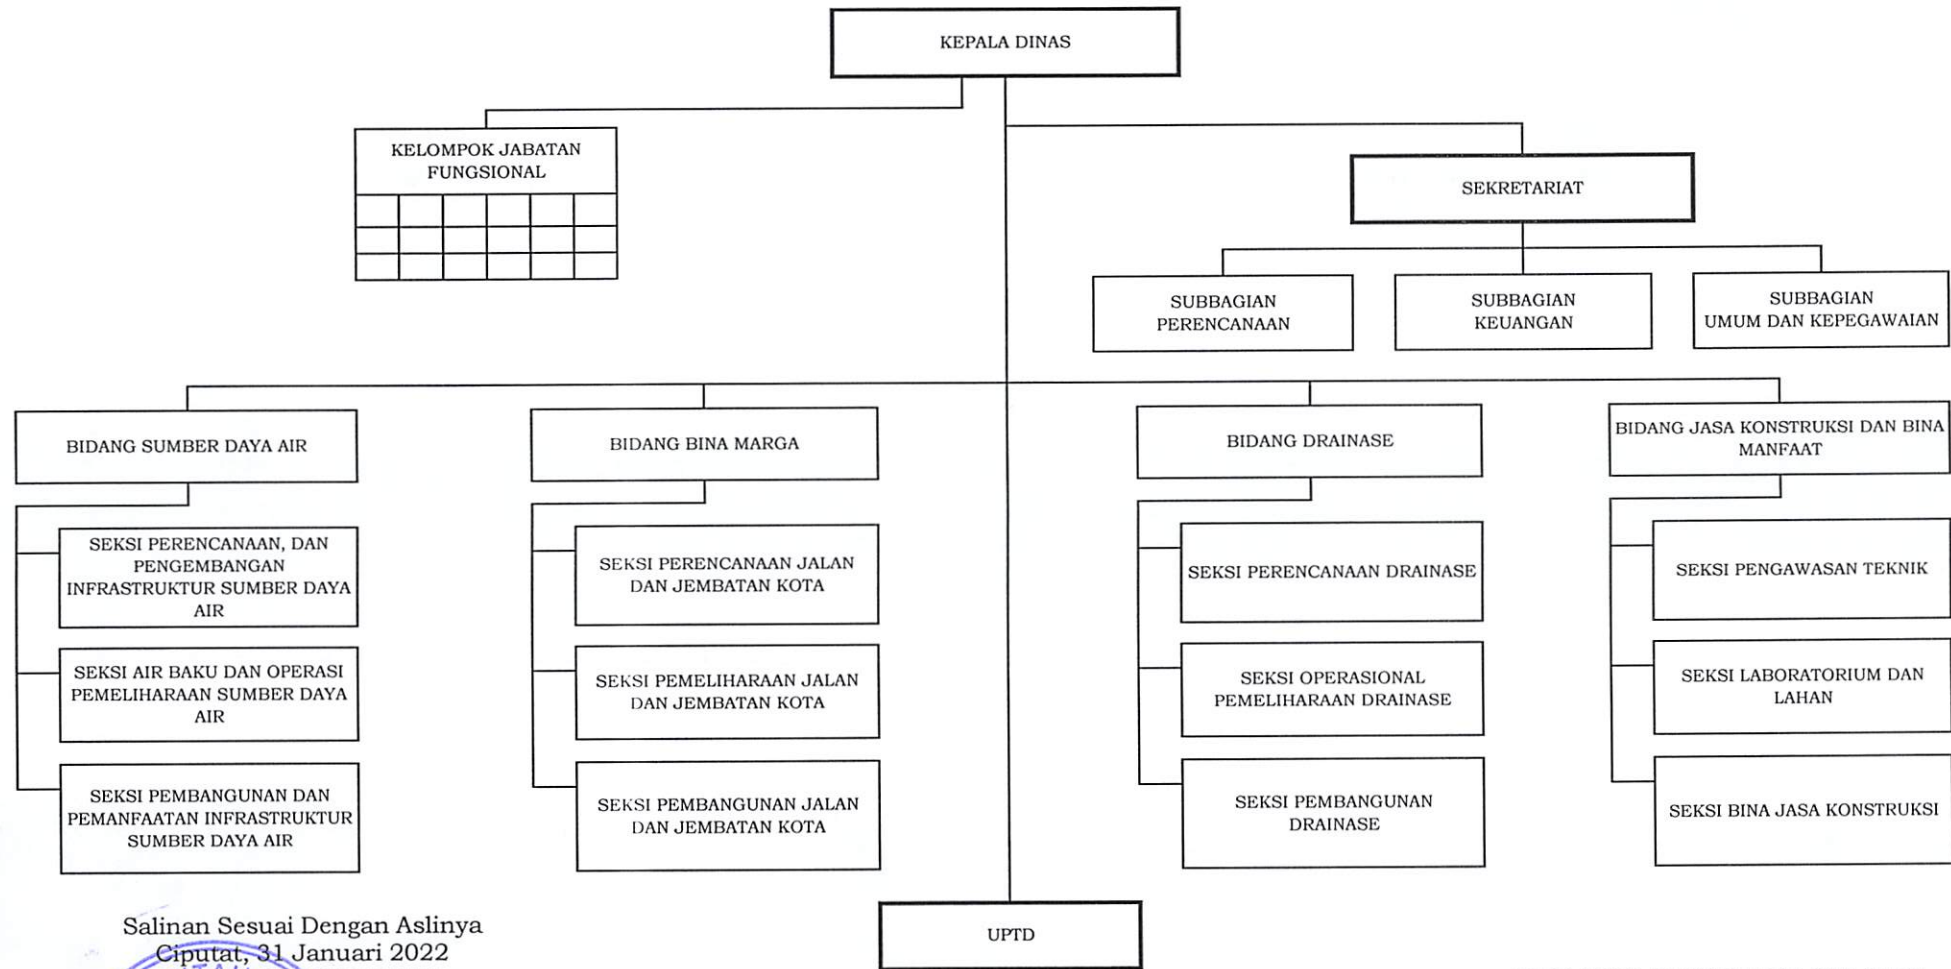 KEPALA DINAS
KELOMPOK JABATAN
FUNGSIONAL
SEKRETARIAT
SUBBAGIAN
PERENCANAAN
SUBBAGIAN
KEUANGAN
SUBBAGIAN
UMUM DAN KEPEGAWAIAN
BIDANG SUMBER DAYA AIR
SEKSI PERENCANAAN, DAN
PENGEMBANGAN
INFRASTRUKTUR SUMBER DAYA
AIR
SEKSI AIR BAKU DAN OPERASI
PEMELIHARAAN SUMBER DAYA
AIR
SEKSI PEMBANGUNAN DAN
PEMANFAATAN INFRASTRUKTUR
SUMBER DAYA AIR
BIDANG BINA MARGA
SEKSI PERENCANAAN JALAN
DAN JEMBATAN KOTA
SEKSI PEMELIHARAAN JALAN
DAN JEMBATAN KOTA
SEKSI PEMBANGUNAN JALAN
DAN JEMBATAN KOTA
BIDANG DRAINASE
SEKSI PERENCANAAN DRAINASE
SEKSI OPERASIONAL
PEMELIHARAAN DRAINASE
SEKSI PEMBANGUNAN
DRAINASE
BIDANG JASA KONSTRUKSI DAN BINA
MANFAAT
SEKSI PENGAWASAN TEKNIK
SEKSI LABORATORIUM DAN
LAHAN
SEKSI BINA JASA KONSTRUKSI
UPTD
Salinan Sesuai Dengan Aslinya
Ciputat, 31 Januari 2022